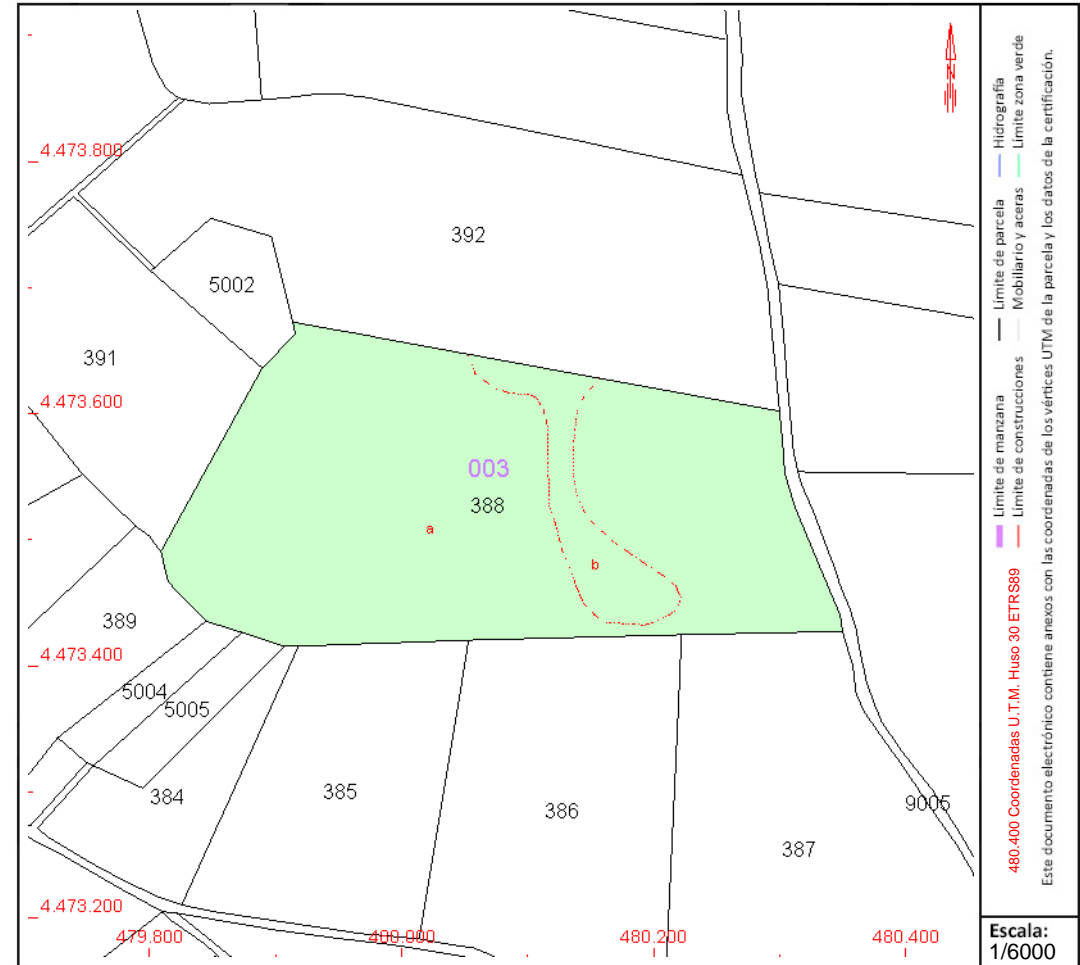 4.473.800
4.473.600
4.473.400
4.473.200
479.800
480.000
480.200
480.400
392
5002
391
003
388
a
b
389
5004
5005
384
385
386
387
9005
N
480.400 Coordenadas U.T.M. Huso 30 ETRS89
Límite de manzana
Límite de parcela
Hidrografía
Límite de construcciones
Mobiliario y aceras
Límite zona verde
Este documento electrónico contiene anexos con las coordenadas de los vértices UTM de la parcela y los datos de la certificación.
Escala:
1/6000